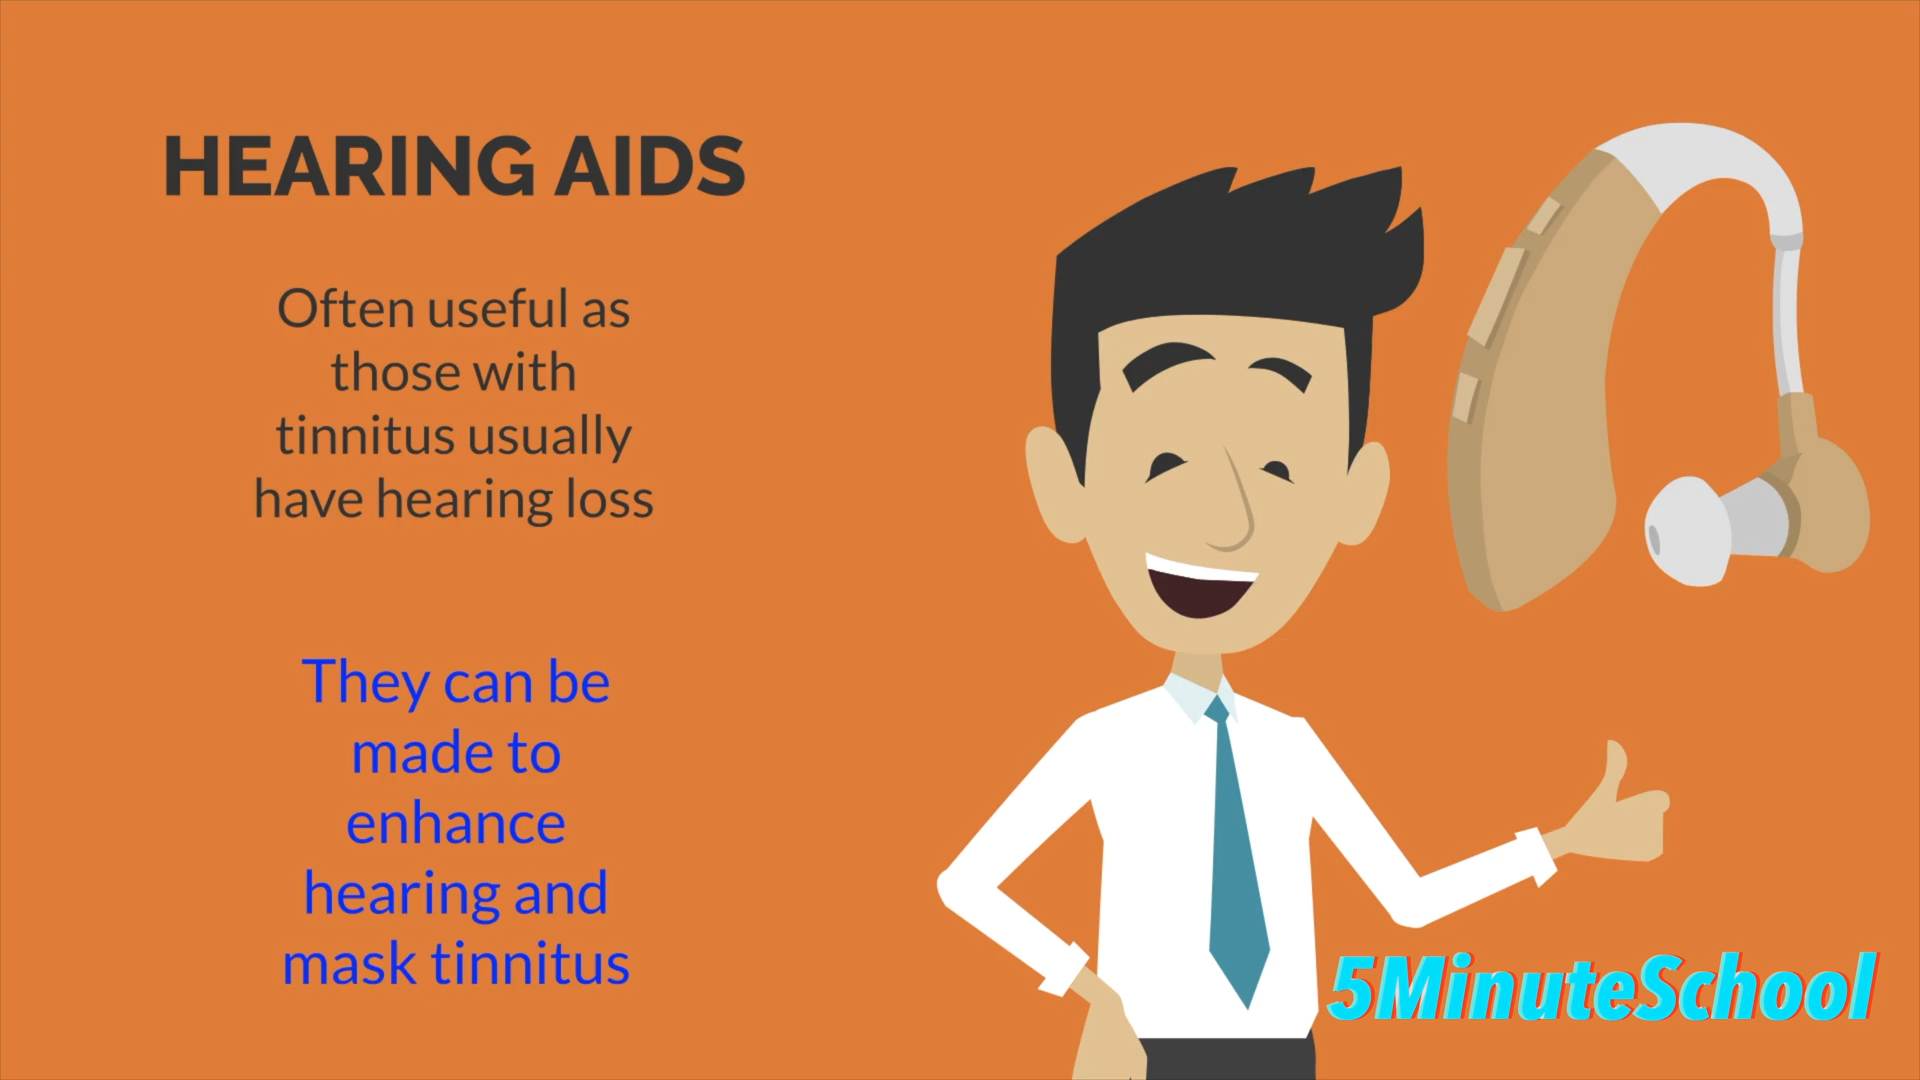 HEARING AIDS
Often useful as
those with
tinnitus usually
have hearing loss
They can be
made to
enhance
hearing and
mask tinnitus
5MinuteSchool